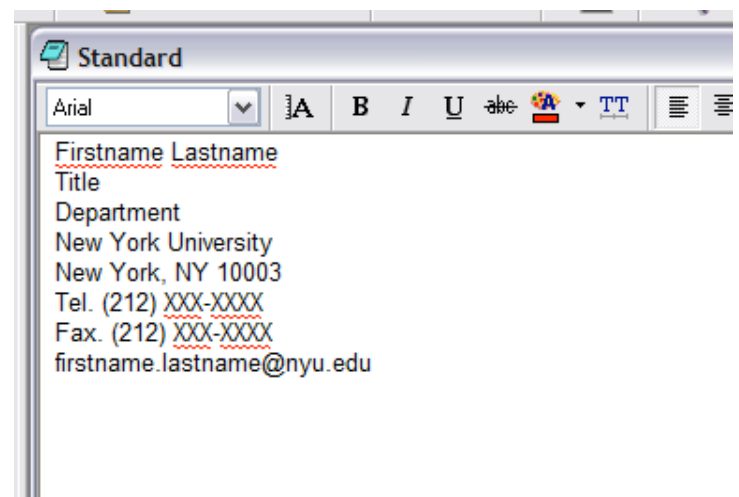 Standard
Arial A B I U abc A TT
Firstname Lastname
Title
Department
New York University
New York, NY 10003
Tel. (212) XXX-XXXX
Fax. (212) XXX-XXXX
firstname.lastname@nyu.edu